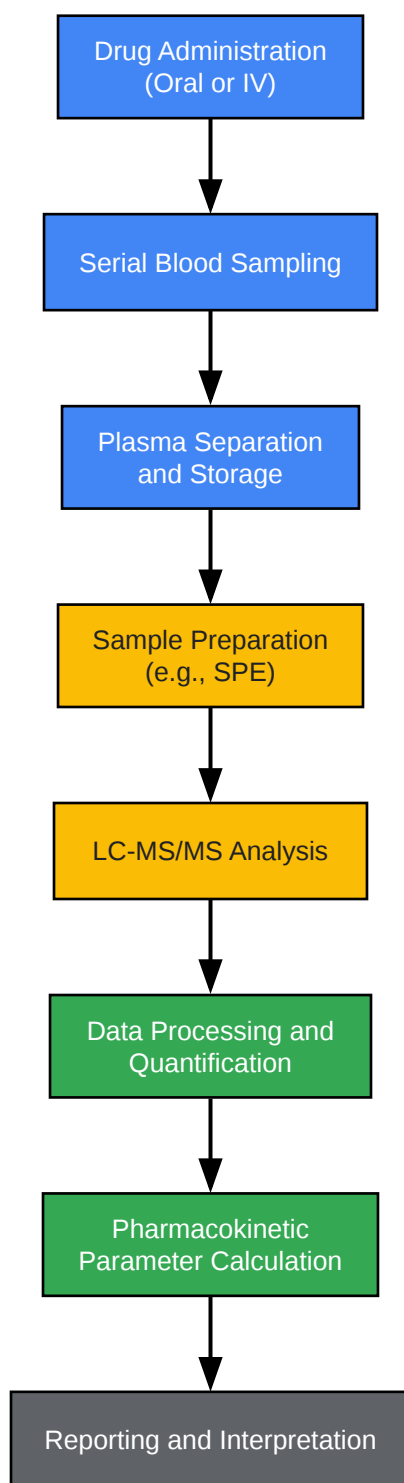 Drug Administration
(Oral or IV)
Serial Blood Sampling
Plasma Separation
and Storage
Sample Preparation
(e.g., SPE)
LC-MS/MS Analysis
Data Processing and
Quantification
Pharmacokinetic
Parameter Calculation
Reporting and Interpretation